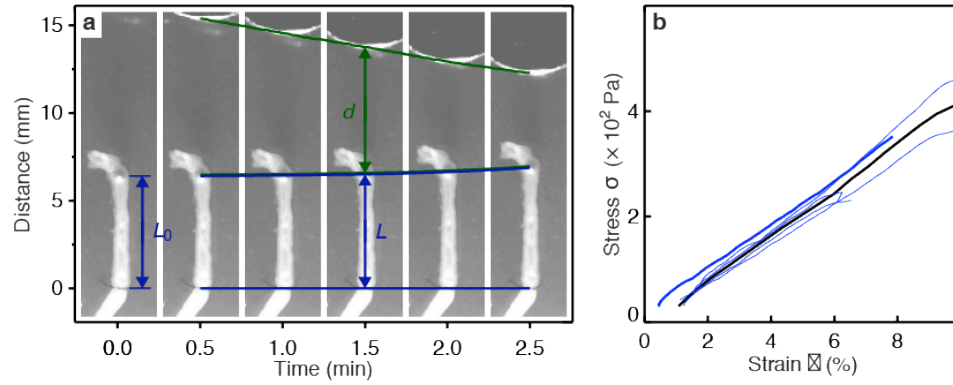 a
Distance (mm)
15
10
5
0
L₀
L
d
0.0 0.5 1.0 1.5 2.0 2.5
Time (min)
b
Stress σ (× 10² Pa)
4
2
0
2 4 6 8
Strain (%)